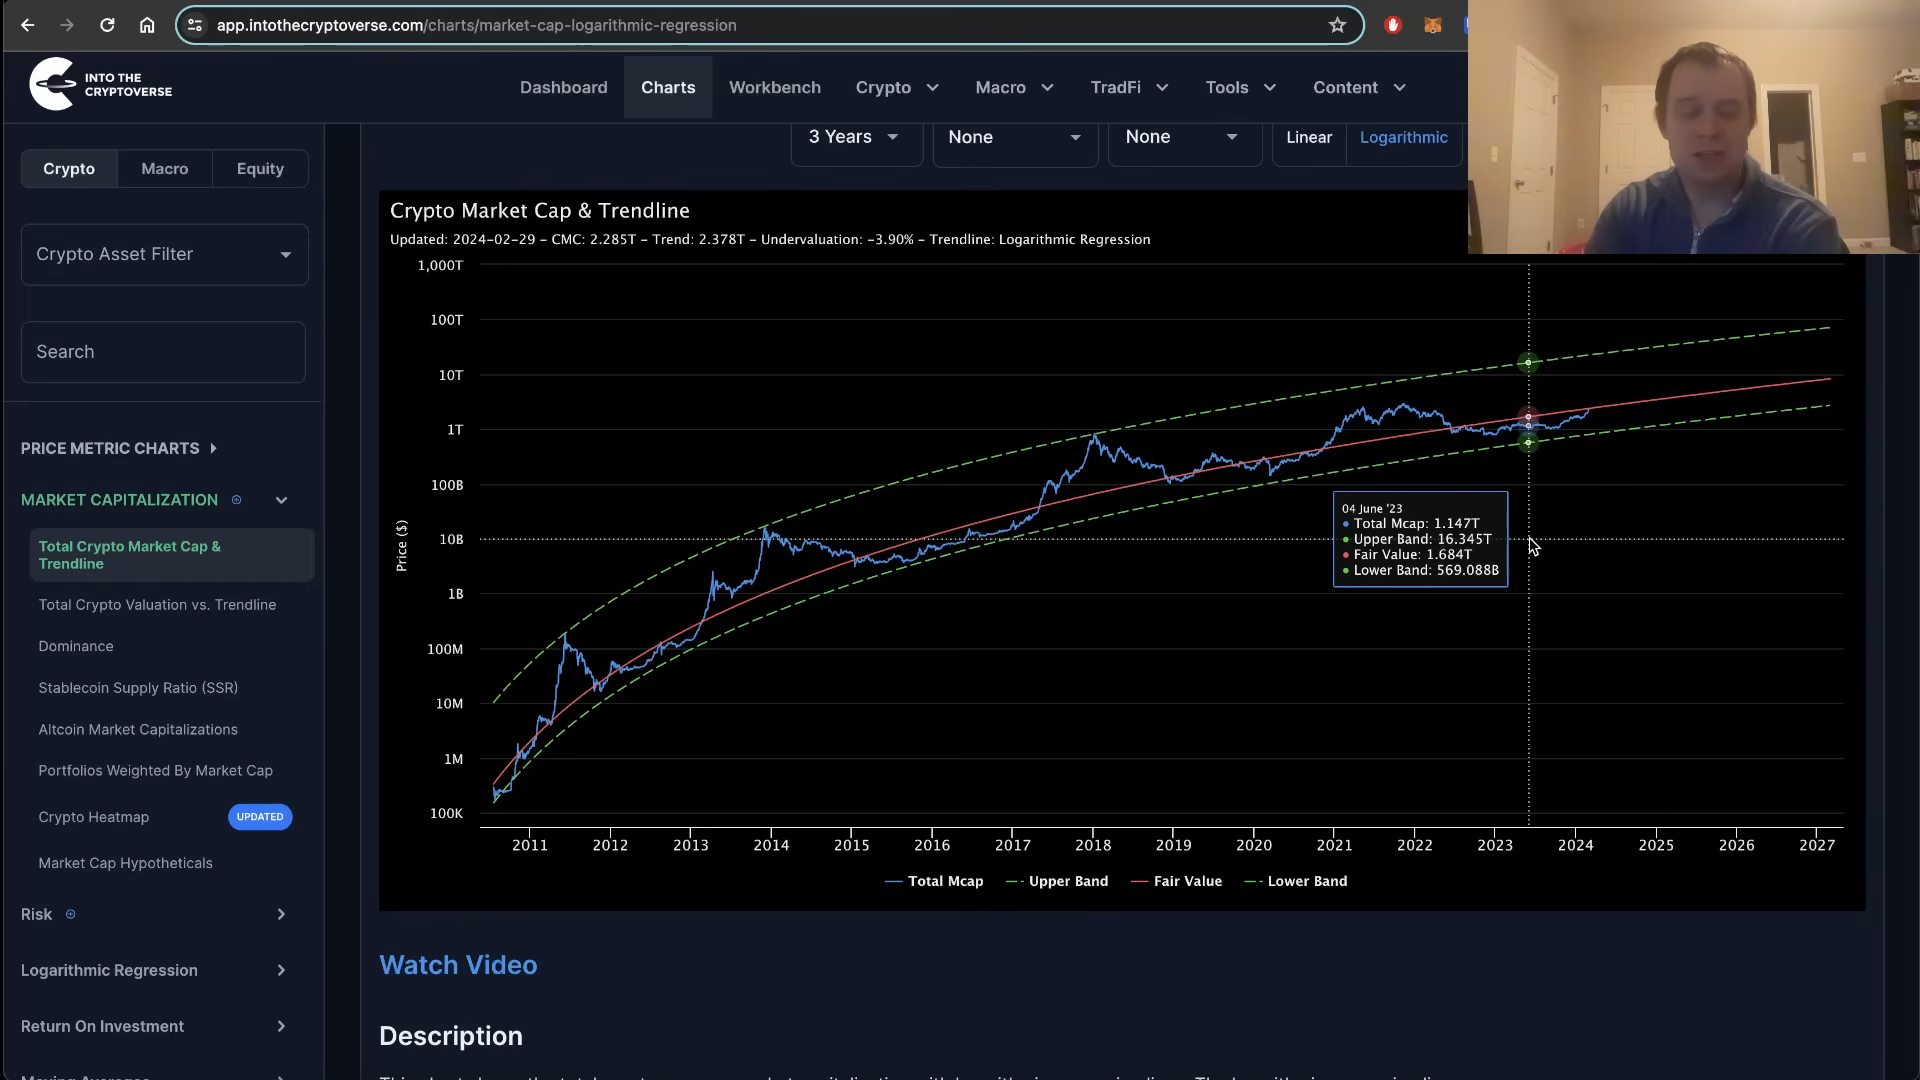 app.intothecryptoverse.com/charts/market-cap-logarithmic-regression
INTO THE
CRYPTOVERSE
Dashboard
Charts
Workbench
Crypto
Macro
TradFi
Tools
Content
Crypto
Macro
Equity
Crypto Asset Filter
Search
PRICE METRIC CHARTS
MARKET CAPITALIZATION
Total Crypto Market Cap &
Trendline
Total Crypto Valuation vs. Trendline
Dominance
Stablecoin Supply Ratio (SSR)
Altcoin Market Capitalizations
Portfolios Weighted By Market Cap
Crypto Heatmap
UPDATED
Market Cap Hypotheticals
Risk
Logarithmic Regression
Return On Investment
3 Years
None
None
Linear
Logarithmic
Crypto Market Cap & Trendline
Updated: 2024-02-29 – CMC: 2.285T – Trend: 2.378T – Undervaluation: -3.90% – Trendline: Logarithmic Regression
1,000T
100T
10T
1T
100B
10B
1B
100M
10M
1M
100K
Price ($)
04 June '23
Total Mcap: 1.147T
Upper Band: 16.345T
Fair Value: 1.684T
Lower Band: 569.088B
2011
2012
2013
2014
2015
2016
2017
2018
2019
2020
2021
2022
2023
2024
2025
2026
2027
Total Mcap
Upper Band
Fair Value
Lower Band
Watch Video
Description